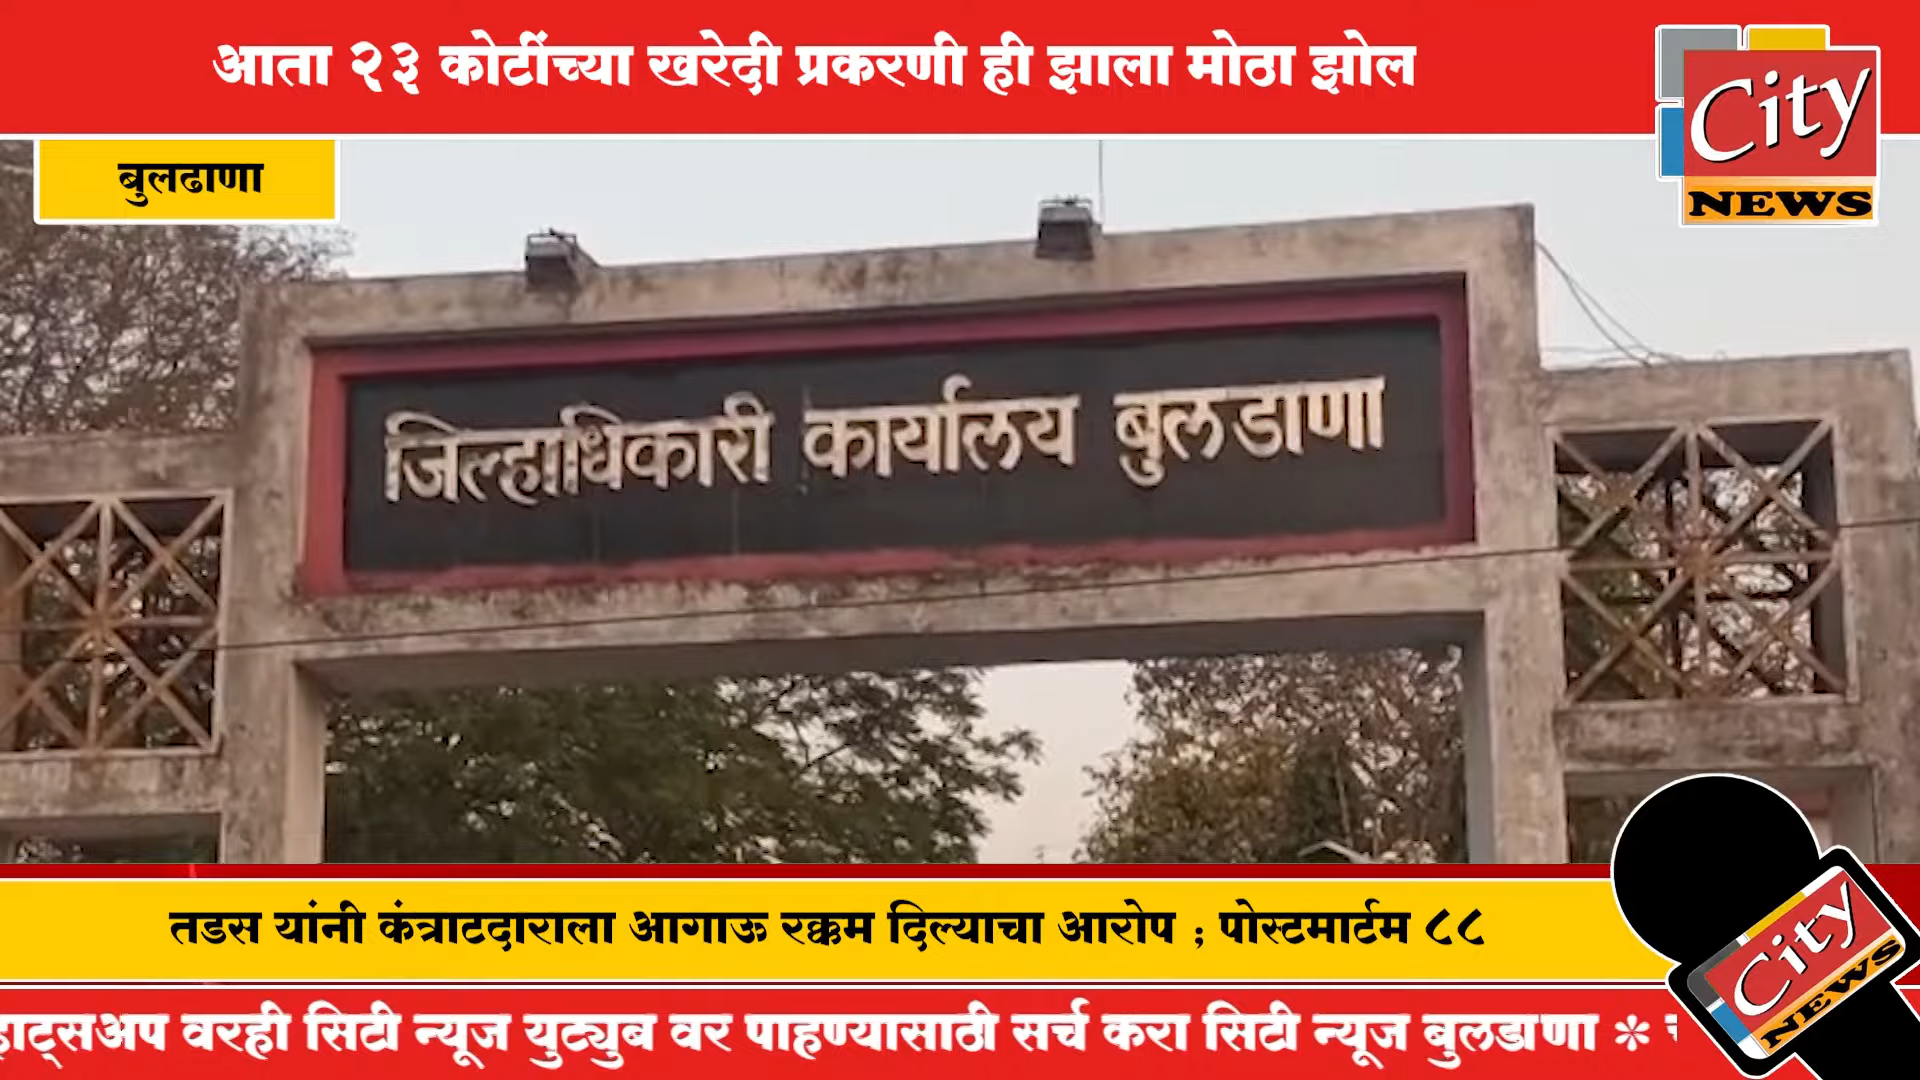 आता २३ कोटींच्या खरेदी प्रकरणी ही झाला मोठा झोल
City
NEWS
बुलढाणा
जिल्हाधिकारी कार्यालय बुलडाणा
तडस यांनी कंत्राटदाराला आगाऊ रक्कम दिल्याचा आरोप ; पोस्टमार्टम ८८
City
NEWS
वरही सिटी न्यूज युट्युब वर पाहण्यासाठी सर्च करा सिटी न्यूज बुलडाणा *